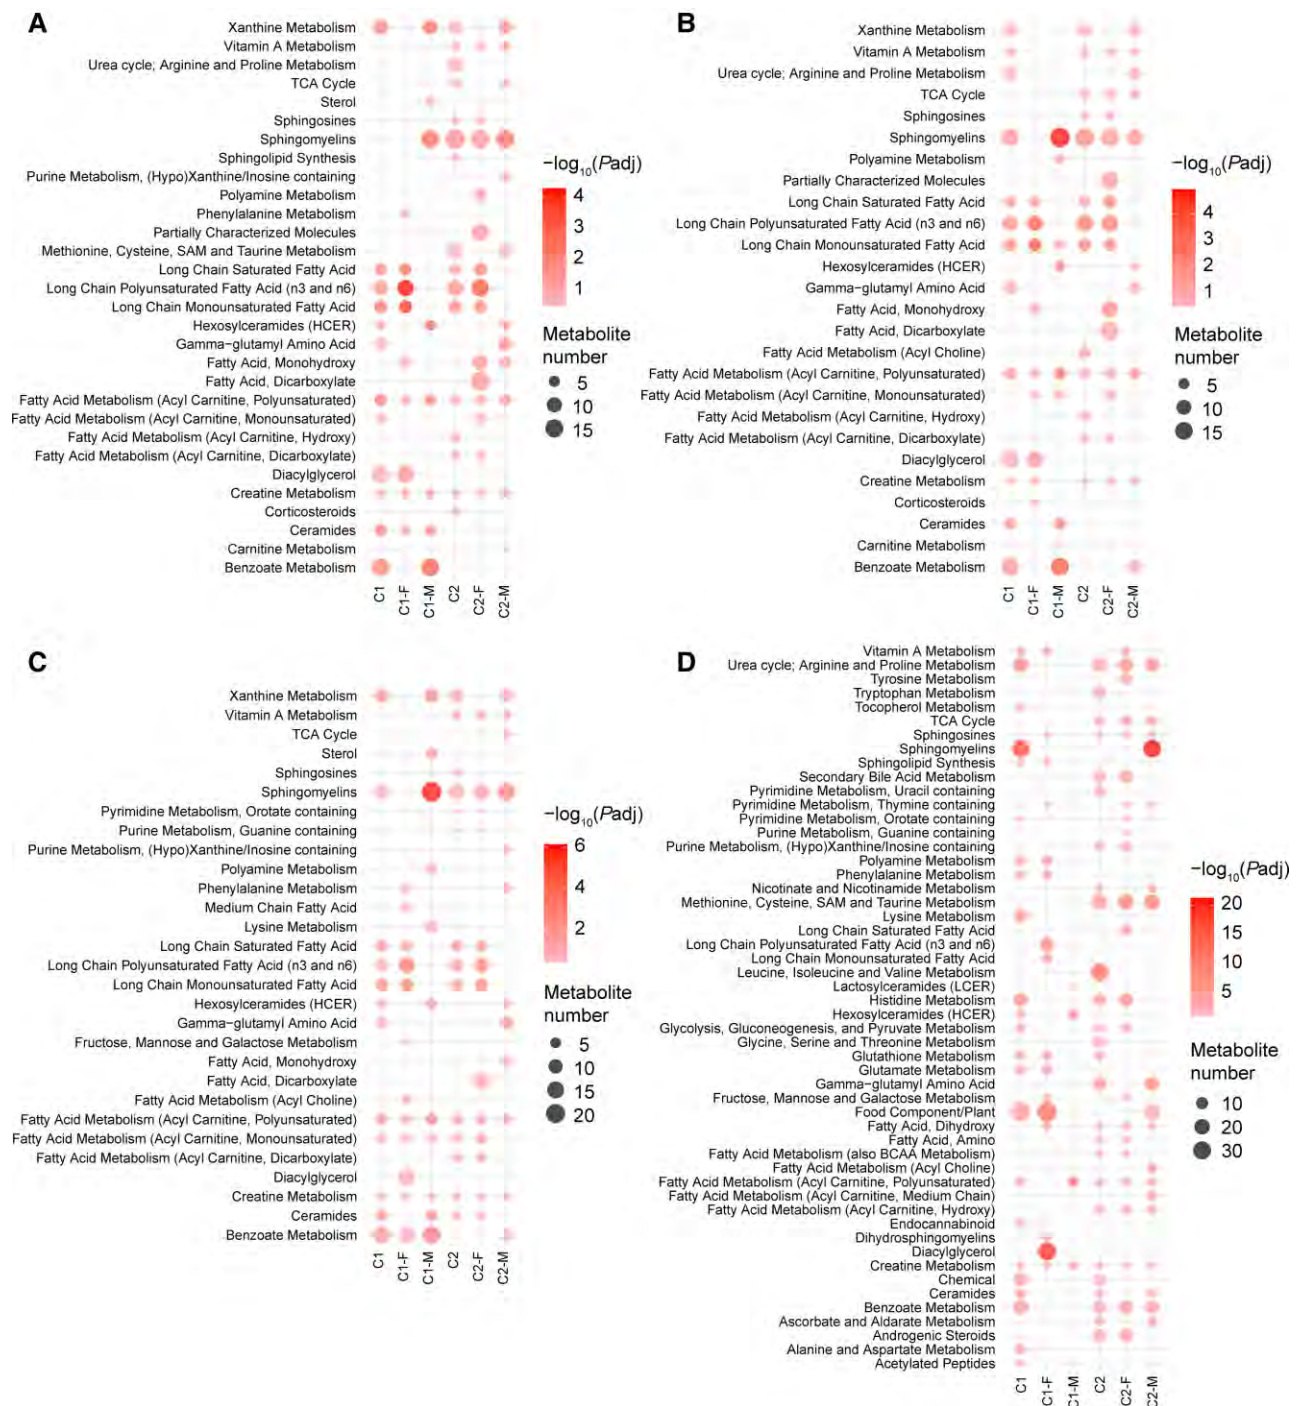 A
Xanthine Metabolism
Vitamin A Metabolism
Urea cycle; Arginine and Proline Metabolism
TCA Cycle
Sterol
Sphingosines
Sphingomyelins
Sphingolipid Synthesis
Purine Metabolism, (Hypo)Xanthine/Inosine containing
Polyamine Metabolism
Phenylalanine Metabolism
Partially Characterized Molecules
Methionine, Cysteine, SAM and Taurine Metabolism
Long Chain Saturated Fatty Acid
Long Chain Polyunsaturated Fatty Acid (n3 and n6)
Long Chain Monounsaturated Fatty Acid
Hexosylceramides (HCER)
Gamma-glutamyl Amino Acid
Fatty Acid, Monohydroxy
Fatty Acid, Dicarboxylate
Fatty Acid Metabolism (Acyl Carnitine, Polyunsaturated)
Fatty Acid Metabolism (Acyl Carnitine, Monounsaturated)
Fatty Acid Metabolism (Acyl Carnitine, Hydroxy)
Fatty Acid Metabolism (Acyl Carnitine, Dicarboxylate)
Diacylglycerol
Creatine Metabolism
Corticosteroids
Ceramides
Carnitine Metabolism
Benzoate Metabolism
C1 C1-F C1-M C2 C2-F C2-M
−log10(Padj)
4
3
2
1
Metabolite
number
5
10
15
B
Xanthine Metabolism
Vitamin A Metabolism
Urea cycle; Arginine and Proline Metabolism
TCA Cycle
Sphingosines
Sphingomyelins
Polyamine Metabolism
Partially Characterized Molecules
Long Chain Saturated Fatty Acid
Long Chain Polyunsaturated Fatty Acid (n3 and n6)
Long Chain Monounsaturated Fatty Acid
Hexosylceramides (HCER)
Gamma-glutamyl Amino Acid
Fatty Acid, Monohydroxy
Fatty Acid, Dicarboxylate
Fatty Acid Metabolism (Acyl Choline)
Fatty Acid Metabolism (Acyl Carnitine, Polyunsaturated)
Fatty Acid Metabolism (Acyl Carnitine, Monounsaturated)
Fatty Acid Metabolism (Acyl Carnitine, Hydroxy)
Fatty Acid Metabolism (Acyl Carnitine, Dicarboxylate)
Diacylglycerol
Creatine Metabolism
Corticosteroids
Ceramides
Carnitine Metabolism
Benzoate Metabolism
C1 C1-F C1-M C2 C2-F C2-M
−log10(Padj)
4
3
2
1
Metabolite
number
5
10
15
C
Xanthine Metabolism
Vitamin A Metabolism
TCA Cycle
Sterol
Sphingosines
Sphingomyelins
Pyrimidine Metabolism, Orotate containing
Purine Metabolism, Guanine containing
Purine Metabolism, (Hypo)Xanthine/Inosine containing
Polyamine Metabolism
Phenylalanine Metabolism
Medium Chain Fatty Acid
Lysine Metabolism
Long Chain Saturated Fatty Acid
Long Chain Polyunsaturated Fatty Acid (n3 and n6)
Long Chain Monounsaturated Fatty Acid
Hexosylceramides (HCER)
Gamma-glutamyl Amino Acid
Fructose, Mannose and Galactose Metabolism
Fatty Acid, Monohydroxy
Fatty Acid, Dicarboxylate
Fatty Acid Metabolism (Acyl Choline)
Fatty Acid Metabolism (Acyl Carnitine, Polyunsaturated)
Fatty Acid Metabolism (Acyl Carnitine, Monounsaturated)
Fatty Acid Metabolism (Acyl Carnitine, Dicarboxylate)
Diacylglycerol
Creatine Metabolism
Ceramides
Benzoate Metabolism
C1 C1-F C1-M C2 C2-F C2-M
−log10(Padj)
6
4
2
Metabolite
number
5
10
15
20
D
Vitamin A Metabolism
Urea cycle; Arginine and Proline Metabolism
Tyrosine Metabolism
Tryptophan Metabolism
Tocopherol Metabolism
TCA Cycle
Sphingosines
Sphingomyelins
Sphingolipid Synthesis
Secondary Bile Acid Metabolism
Pyrimidine Metabolism, Uracil containing
Pyrimidine Metabolism, Thymine containing
Pyrimidine Metabolism, Orotate containing
Purine Metabolism, Guanine containing
Purine Metabolism, (Hypo)Xanthine/Inosine containing
Polyamine Metabolism
Phenylalanine Metabolism
Nicotinate and Nicotinamide Metabolism
Methionine, Cysteine, SAM and Taurine Metabolism
Lysine Metabolism
Long Chain Saturated Fatty Acid
Long Chain Polyunsaturated Fatty Acid (n3 and n6)
Long Chain Monounsaturated Fatty Acid
Leucine, Isoleucine and Valine Metabolism
Lactosylceramides (LCER)
Histidine Metabolism
Hexosylceramides (HCER)
Glycolysis, Gluconeogenesis, and Pyruvate Metabolism
Glycine, Serine and Threonine Metabolism
Glutathione Metabolism
Glutamate Metabolism
Gamma-glutamyl Amino Acid
Fructose, Mannose and Galactose Metabolism
Food Component/Plant
Fatty Acid, Dihydroxy
Fatty Acid, Amino
Fatty Acid Metabolism (also BCAA Metabolism)
Fatty Acid Metabolism (Acyl Choline)
Fatty Acid Metabolism (Acyl Carnitine, Polyunsaturated)
Fatty Acid Metabolism (Acyl Carnitine, Medium Chain)
Fatty Acid Metabolism (Acyl Carnitine, Hydroxy)
Endocannabinoid
Dihydrosphingomyelins
Diacylglycerol
Creatine Metabolism
Chemical
Ceramides
Benzoate Metabolism
Ascorbate and Aldarate Metabolism
Androgenic Steroids
Alanine and Aspartate Metabolism
Acetylated Peptides
C1 C1-F C1-M C2 C2-F C2-M
−log10(Padj)
20
15
10
5
Metabolite
number
10
20
30